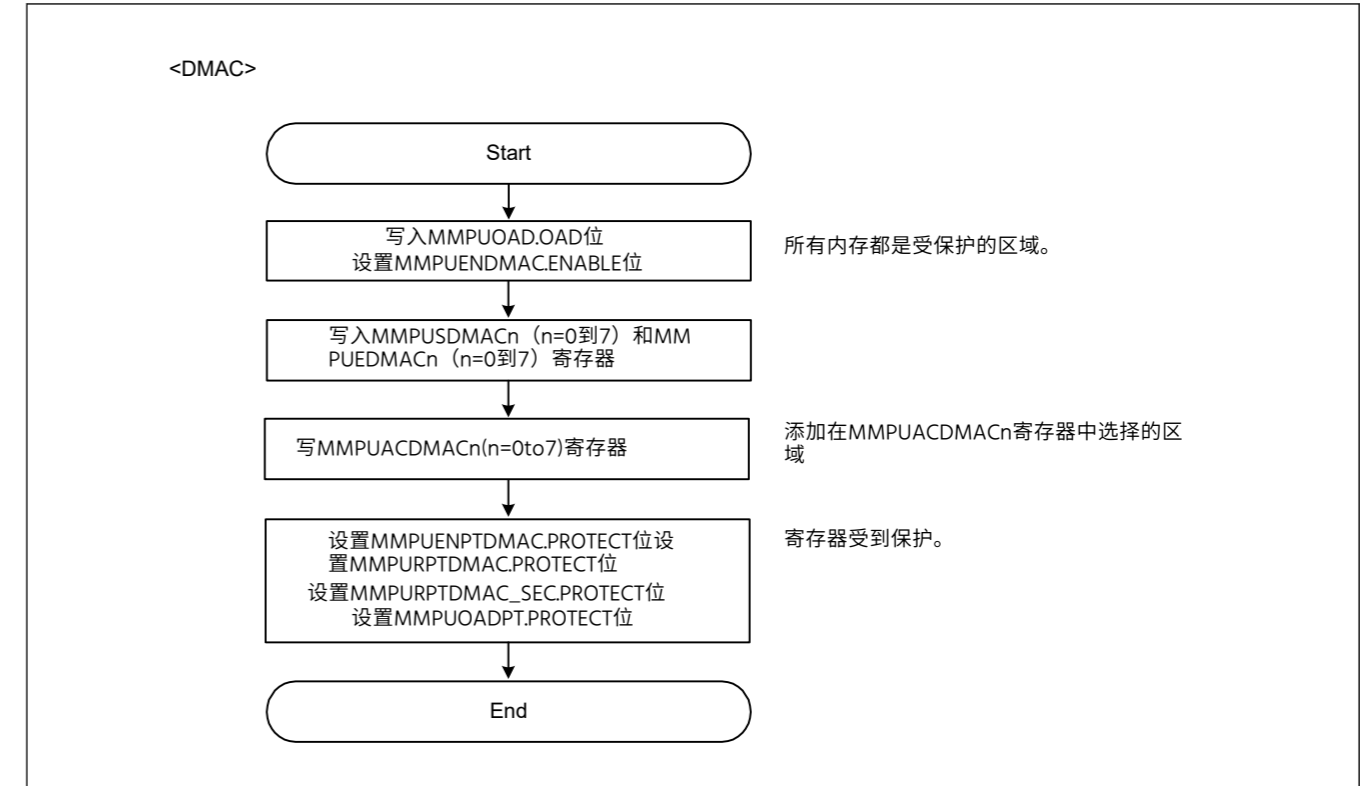 <DMAC>
Start
写入MMPUOAD.OAD位
设置MMPUENDMAC.ENABLE位
所有内存都是受保护的区域。
写入MMPUSDMACn（n=0到7）和MM
PUEDMACn（n=0到7）寄存器
写MMPUACDMACn(n=0to7)寄存器
添加在MMPUACDMACn寄存器中选择的区
域
设置MMPUENPTDMAC.PROTECT位设
置MMPURPTDMAC.PROTECT位
设置MMPURPTDMAC_SEC.PROTECT位
设置MMPUOADPT.PROTECT位
寄存器受到保护。
End